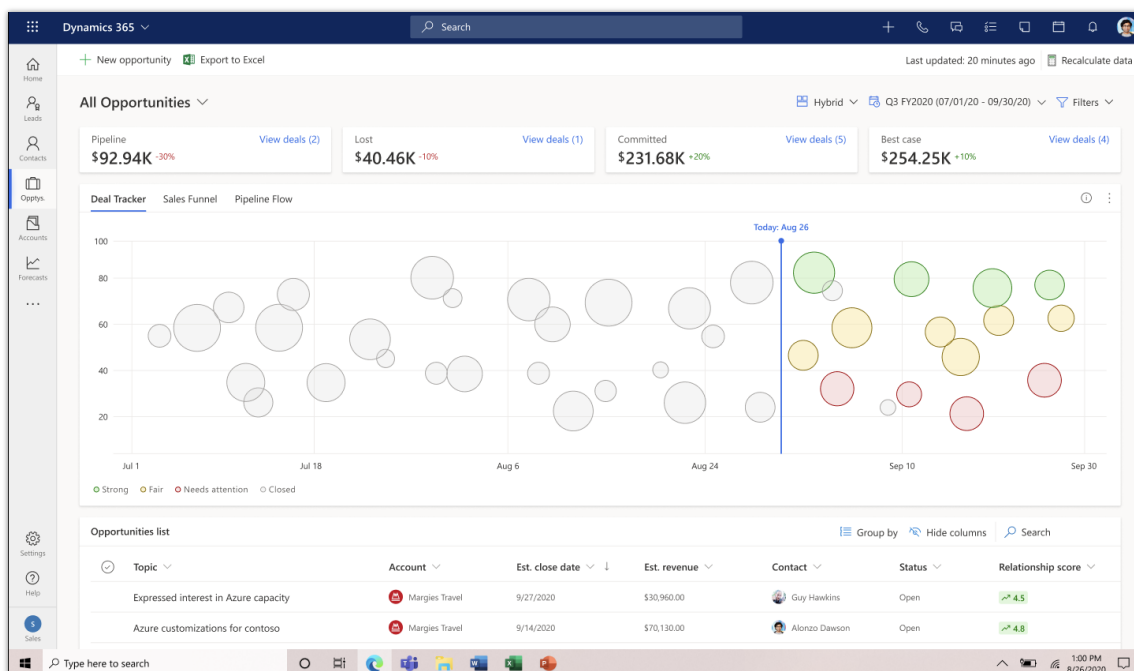 Dynamics 365
Search
New opportunity
Export to Excel
Last updated: 20 minutes ago
Recalculate data
Home
Leads
Contacts
Opptys.
Accounts
Forecasts
...
Settings
Help
S
Sales
All Opportunities
Hybrid
Q3 FY2020 (07/01/20 - 09/30/20)
Filters
Pipeline
View deals (2)
$92.94K -30%
Lost
View deals (1)
$40.46K -10%
Committed
View deals (5)
$231.68K +20%
Best case
View deals (4)
$254.25K +10%
Deal Tracker
Sales Funnel
Pipeline Flow
Today: Aug 26
100
80
60
40
20
Jul 1
Jul 18
Aug 6
Aug 24
Sep 10
Sep 30
Strong
Fair
Needs attention
Closed
Opportunities list
Group by
Hide columns
Search
Topic
Account
Est. close date
Est. revenue
Contact
Status
Relationship score
Expressed interest in Azure capacity
Margies Travel
9/27/2020
$30,960.00
Guy Hawkins
Open
4.5
Azure customizations for contoso
Margies Travel
9/14/2020
$70,130.00
Alonzo Dawson
Open
4.8
Type here to search
1:00 PM
8/26/2020